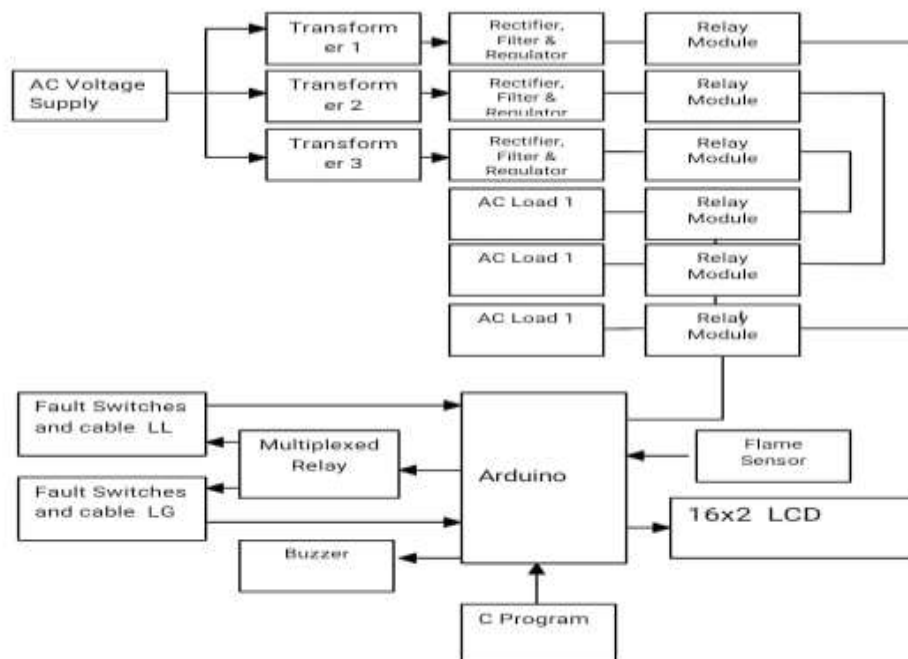 AC Voltage
Supply
Transform
er 1
Rectifier,
Filter &
Regulator
Relay
Module
Transform
er 2
Rectifier,
Filter &
Regulator
Relay
Module
Transform
er 3
Rectifier,
Filter &
Regulator
Relay
Module
AC Load 1
Relay
Module
AC Load 1
Relay
Module
AC Load 1
Relay
Module
Fault Switches
and cable LL
Multiplexed
Relay
Fault Switches
and cable LG
Buzzer
Arduino
Flame
Sensor
16x2 LCD
C Program